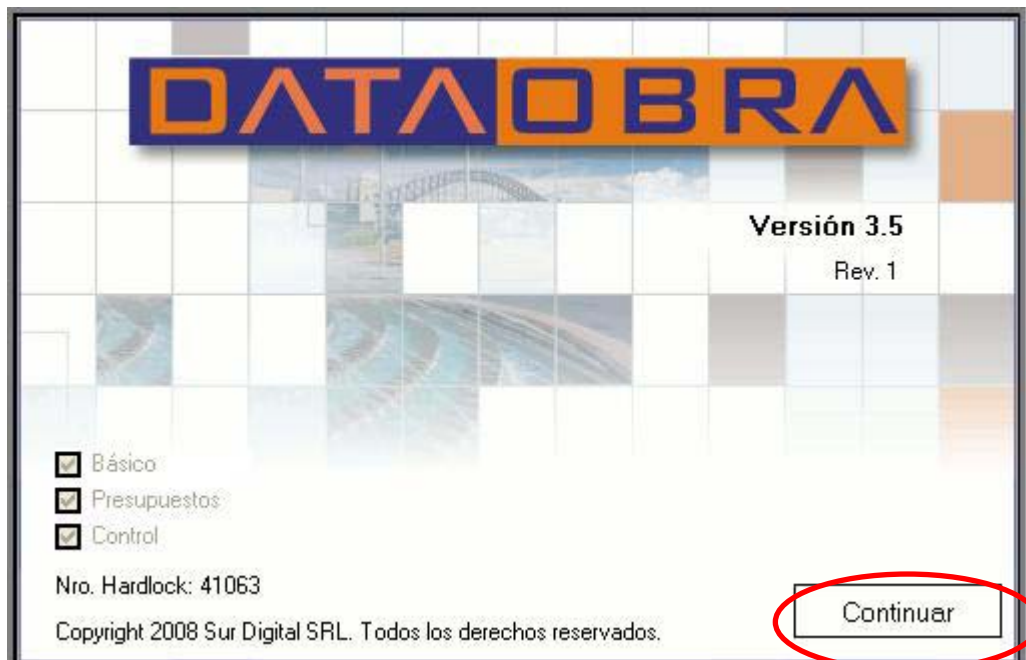 DATAOBRA
Versión 3.5
Rev. 1
Básico
Presupuestos
Control
Nro. Hardlock: 41063
Continuar
Copyright 2008 Sur Digital SRL. Todos los derechos reservados.